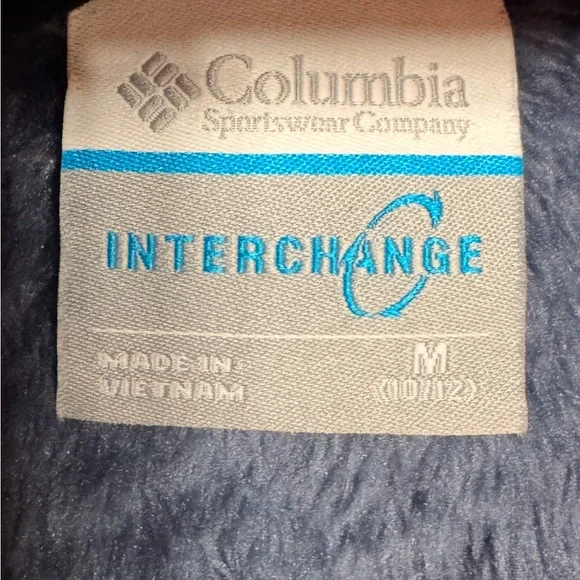 Columbia
Sportswear Company
INTERCHANGE
MADE IN
VIETNAM
M
(10/12)